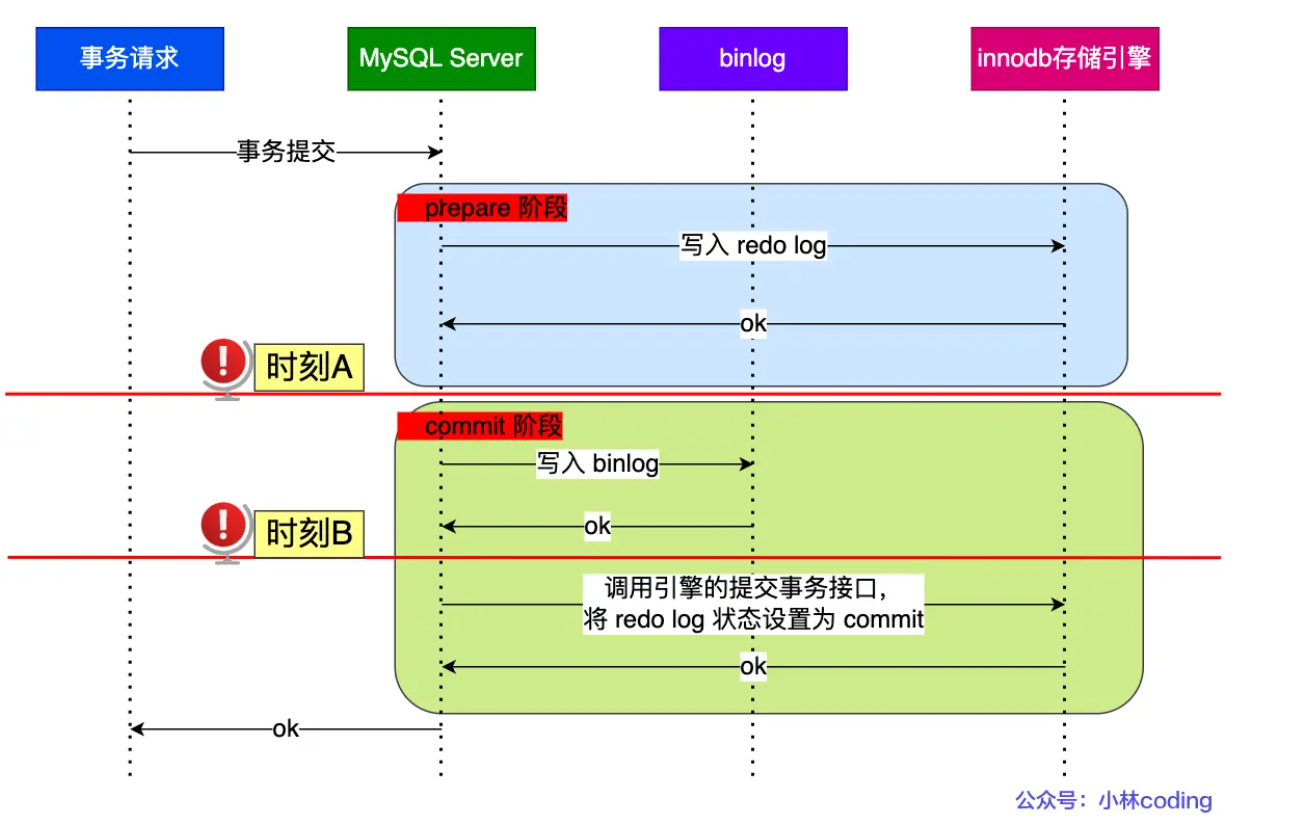 事务请求
MySQL Server
binlog
innodb存储引擎
事务提交
prepare 阶段
写入 redo log
ok
时刻A
commit 阶段
写入 binlog
ok
时刻B
调用引擎的提交事务接口，
将 redo log 状态设置为 commit
ok
ok
公众号：小林coding